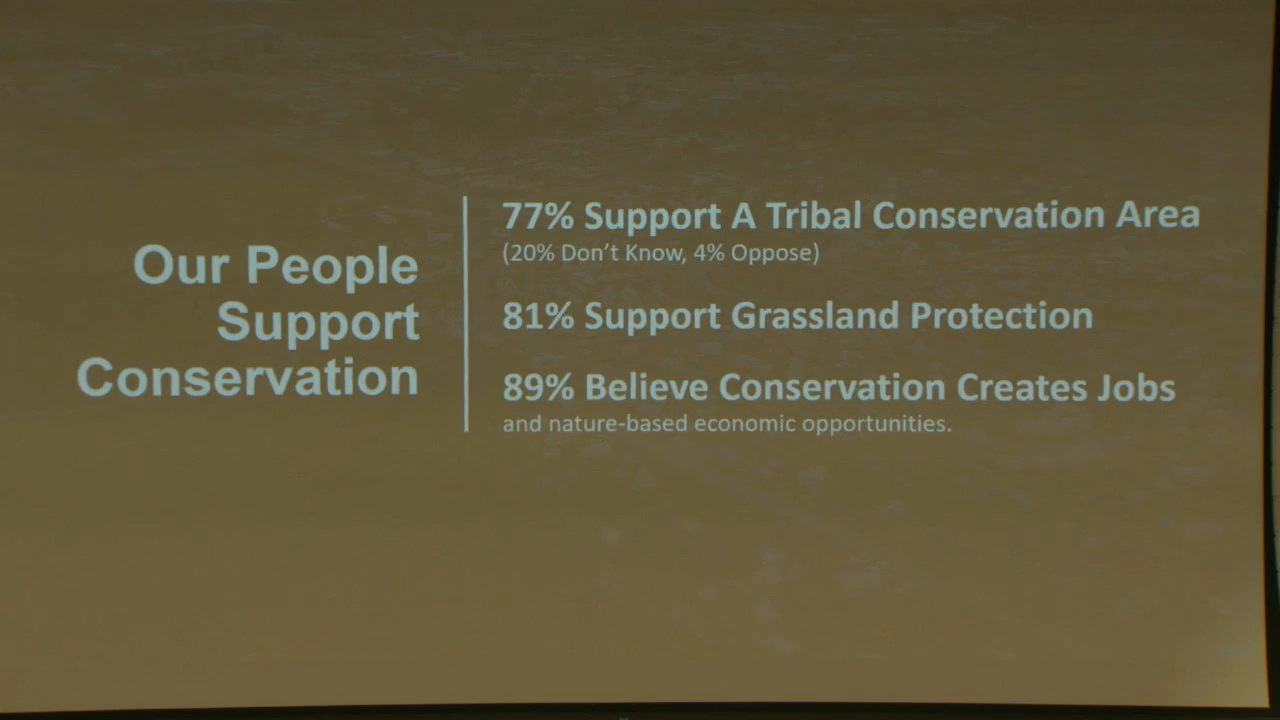 Our People
Support
Conservation
77% Support A Tribal Conservation Area
(20% Don't Know, 4% Oppose)
81% Support Grassland Protection
89% Believe Conservation Creates Jobs
and nature-based economic opportunities.